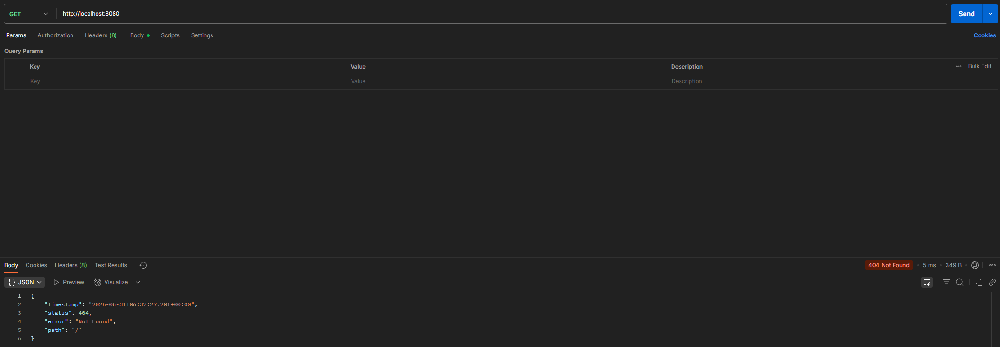 GET http://localhost:8080 Send
Params Authorization Headers (8) Body Scripts Settings Cookies
Query Params
Key Value Description Bulk Edit
Key Value Description
Body Cookies Headers (8) Test Results 404 Not Found 5 ms 349 B
{} JSON Preview Visualize
1 {
2 "timestamp": "2025-05-31T06:37:27.201+00:00",
3 "status": 404,
4 "error": "Not Found",
5 "path": "/"
6 }